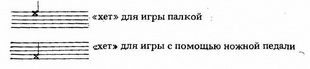 «хет» для игры палкой
«хет» для игры с помощью ножной педали